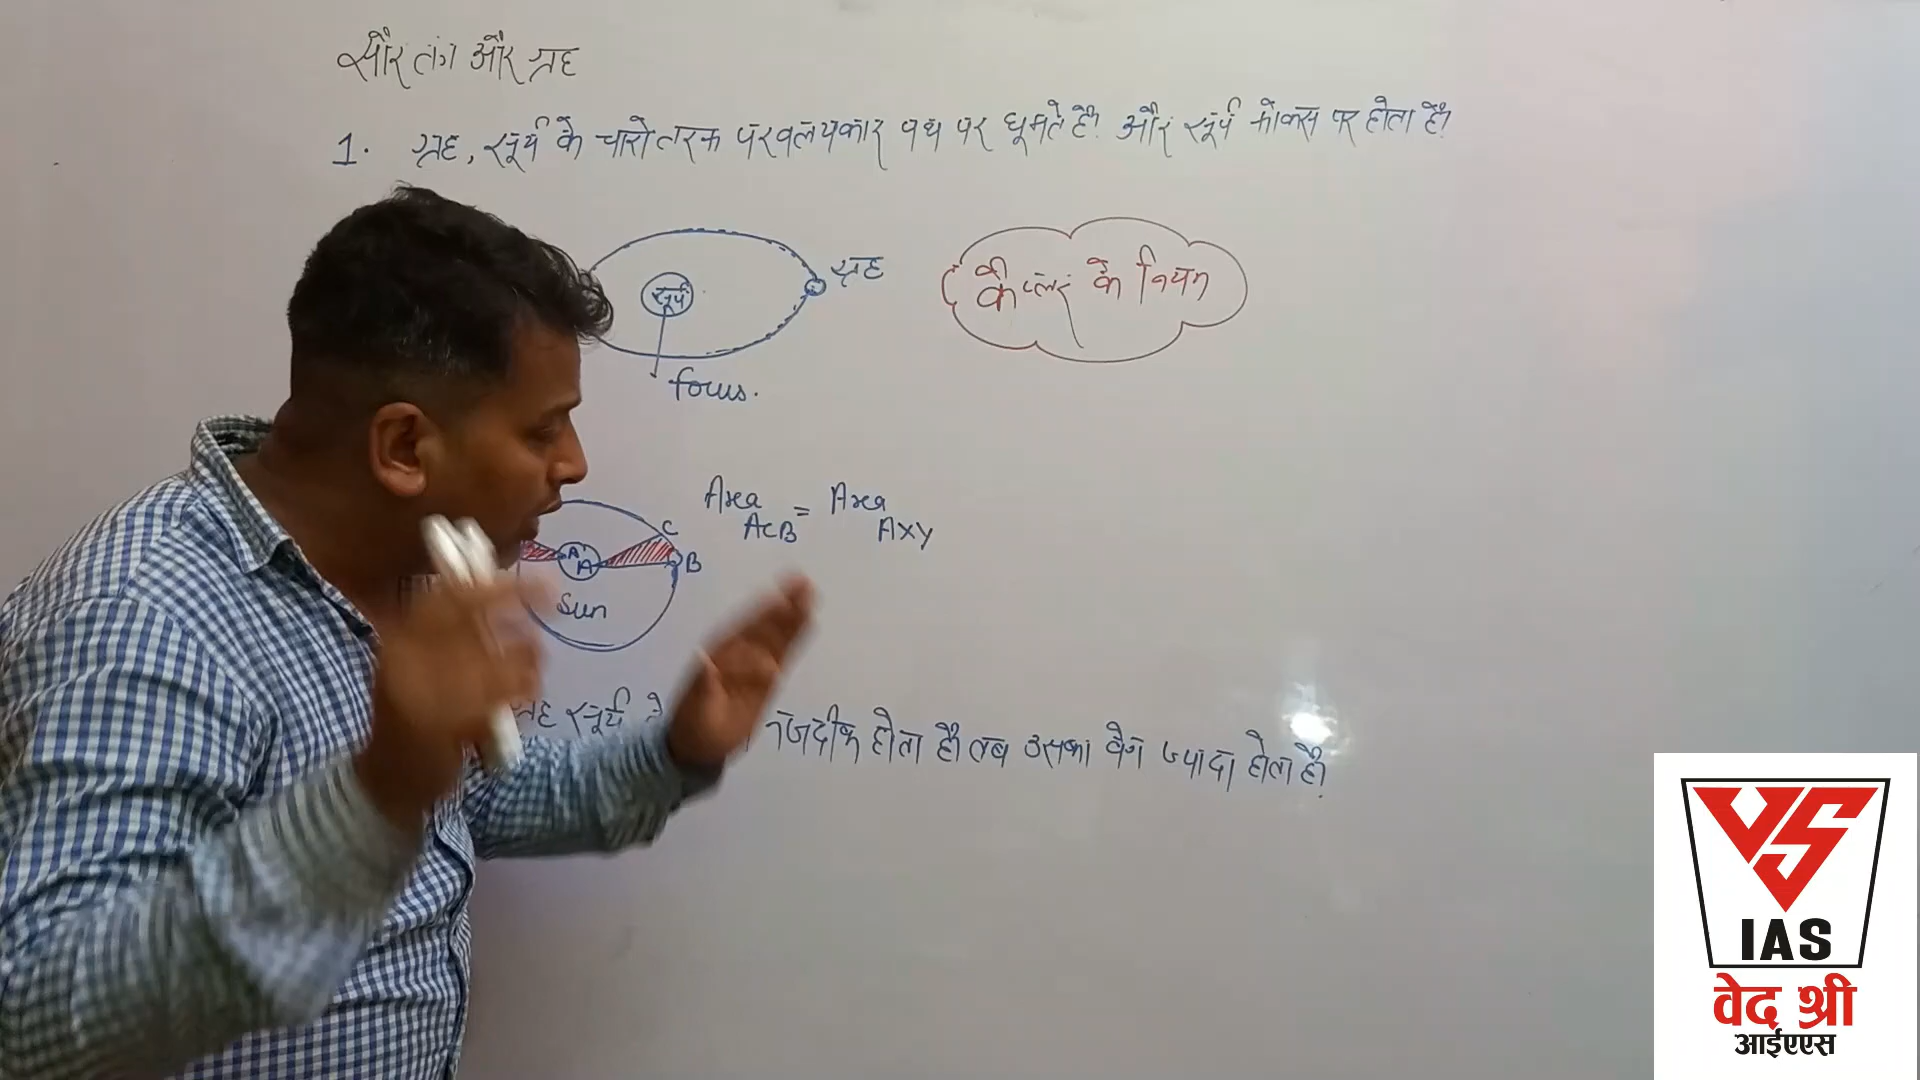 सौर तंग और ग्रह
1. ग्रह, सूर्य के चारो तरफ परवलयकार पथ पर घूमते हैं। और सूर्य फोकस पर होता हैं।
सूर्य
ग्रह
focus.
केप्लर के नियम
Area ACB = Area AXY
C
A'
A
B
Sun
ग्रह सूर्य के नजदीक होता हैं तब उसका वेग ज्यादा होता हैं।
VS
IAS
वेद श्री
आईएएस